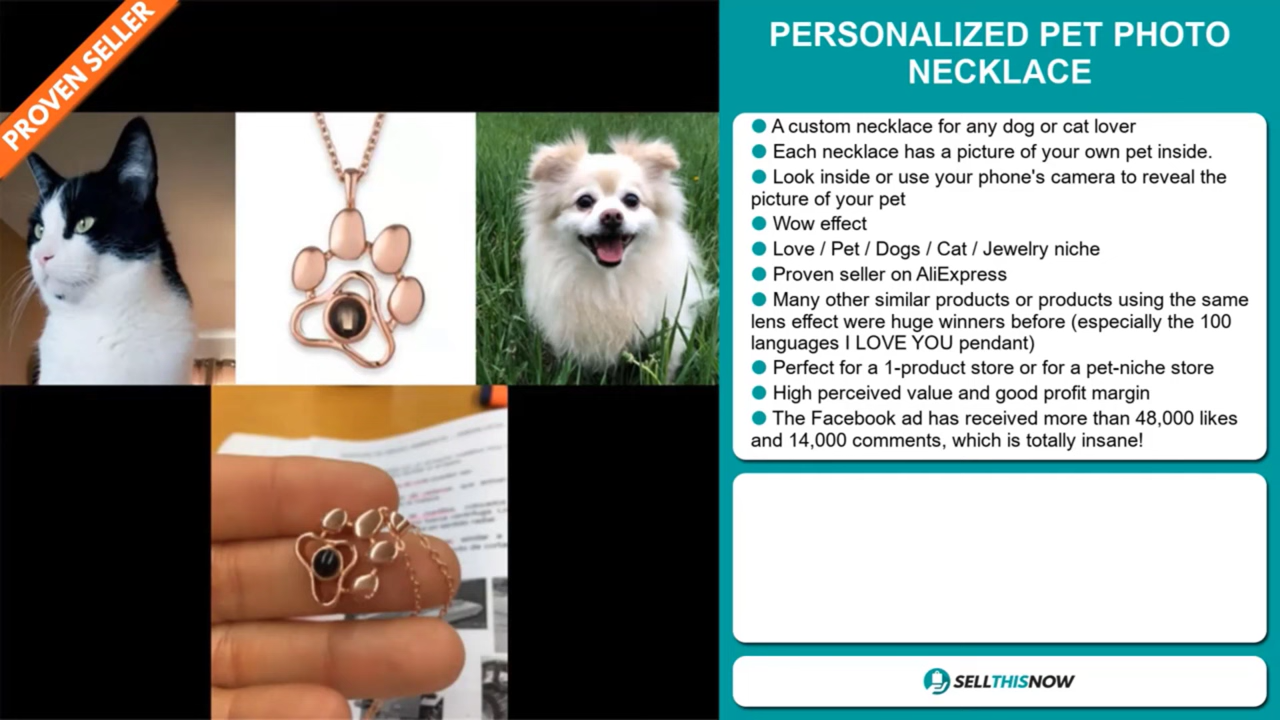 PROVEN SELLER
PERSONALIZED PET PHOTO
NECKLACE
● A custom necklace for any dog or cat lover
● Each necklace has a picture of your own pet inside.
● Look inside or use your phone's camera to reveal the
picture of your pet
● Wow effect
● Love / Pet / Dogs / Cat / Jewelry niche
● Proven seller on AliExpress
● Many other similar products or products using the same
lens effect were huge winners before (especially the 100
languages I LOVE YOU pendant)
● Perfect for a 1-product store or for a pet-niche store
● High perceived value and good profit margin
● The Facebook ad has received more than 48,000 likes
and 14,000 comments, which is totally insane!
SELLTHISNOW